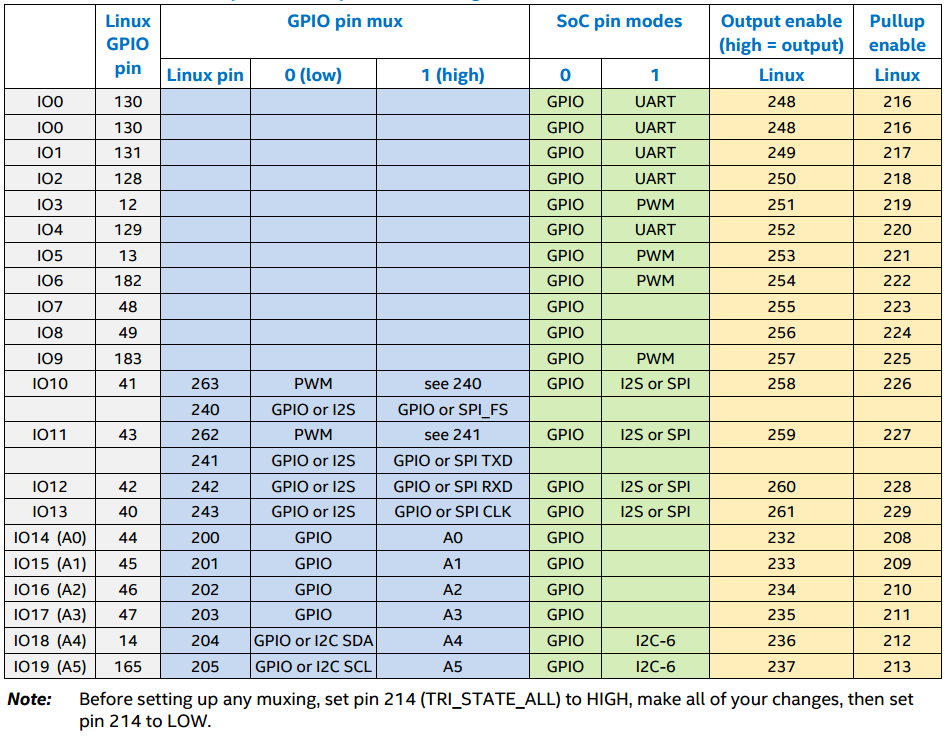 Linux GPIO pin GPIO pin mux SoC pin modes Output enable (high = output) Pullup enable
Linux pin 0 (low) 1 (high) 0 1 Linux Linux
IO0 130 GPIO UART 248 216
IO0 130 GPIO UART 248 216
IO1 131 GPIO UART 249 217
IO2 128 GPIO UART 250 218
IO3 12 GPIO PWM 251 219
IO4 129 GPIO UART 252 220
IO5 13 GPIO PWM 253 221
IO6 182 GPIO PWM 254 222
IO7 48 GPIO 255 223
IO8 49 GPIO 256 224
IO9 183 GPIO PWM 257 225
IO10 41 263 PWM see 240 GPIO I2S or SPI 258 226
240 GPIO or I2S GPIO or SPI_FS
IO11 43 262 PWM see 241 GPIO I2S or SPI 259 227
241 GPIO or I2S GPIO or SPI TXD
IO12 42 242 GPIO or I2S GPIO or SPI RXD GPIO I2S or SPI 260 228
IO13 40 243 GPIO or I2S GPIO or SPI CLK GPIO I2S or SPI 261 229
IO14 (A0) 44 200 GPIO A0 GPIO 232 208
IO15 (A1) 45 201 GPIO A1 GPIO 233 209
IO16 (A2) 46 202 GPIO A2 GPIO 234 210
IO17 (A3) 47 203 GPIO A3 GPIO 235 211
IO18 (A4) 14 204 GPIO or I2C SDA A4 GPIO I2C-6 236 212
IO19 (A5) 165 205 GPIO or I2C SCL A5 GPIO I2C-6 237 213
Note: Before setting up any muxing, set pin 214 (TRI_STATE_ALL) to HIGH, make all of your changes, then set
pin 214 to LOW.